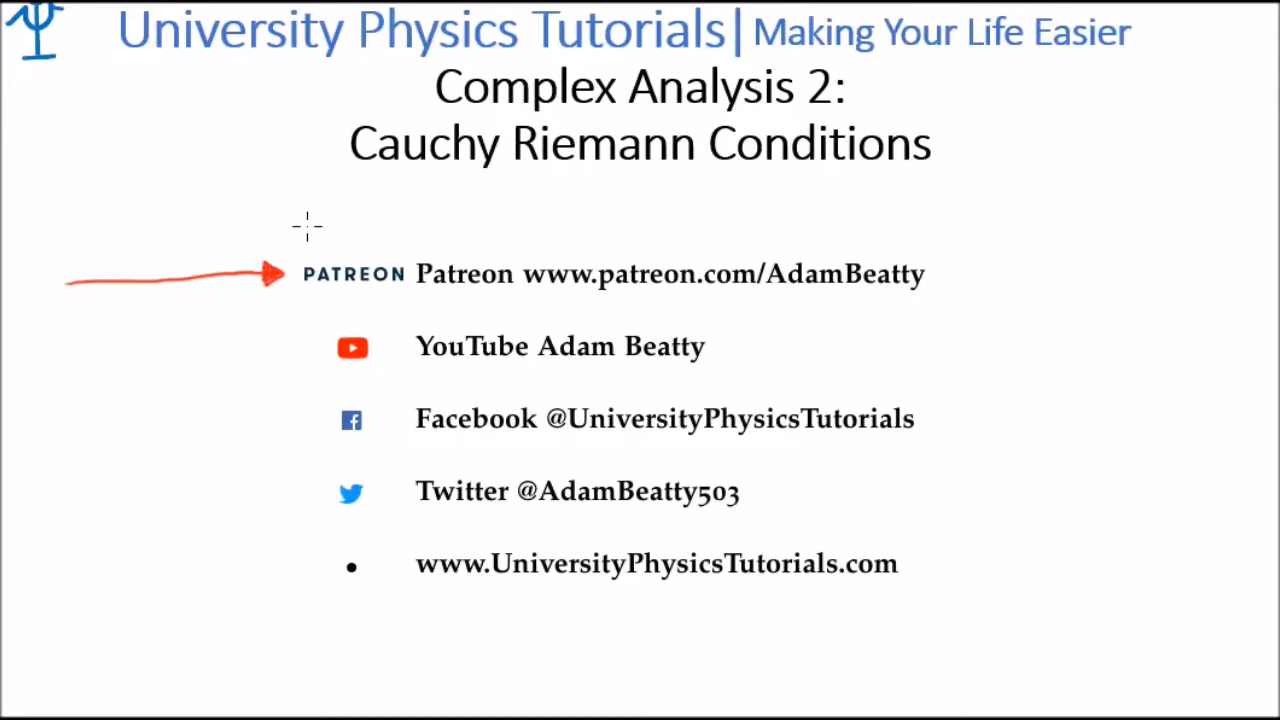 University Physics Tutorials| Making Your Life Easier
Complex Analysis 2:
Cauchy Riemann Conditions
PATREON Patreon www.patreon.com/AdamBeatty
YouTube Adam Beatty
Facebook @UniversityPhysicsTutorials
Twitter @AdamBeatty503
• www.UniversityPhysicsTutorials.com